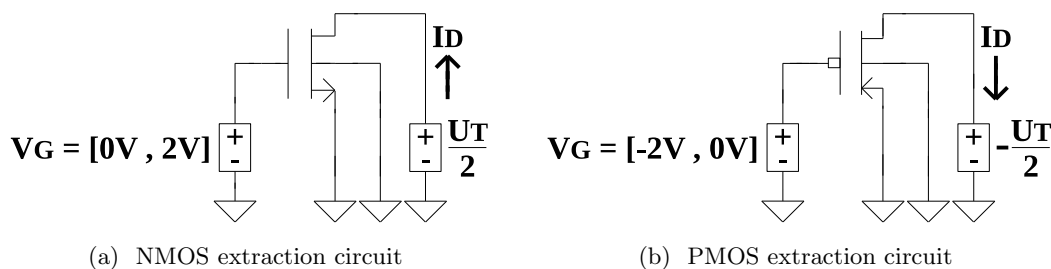 ID
+
-
VG = [0V , 2V]
+
-
UT
2
(a) NMOS extraction circuit
ID
+
-
VG = [-2V , 0V]
+
-
-UT
2
(b) PMOS extraction circuit